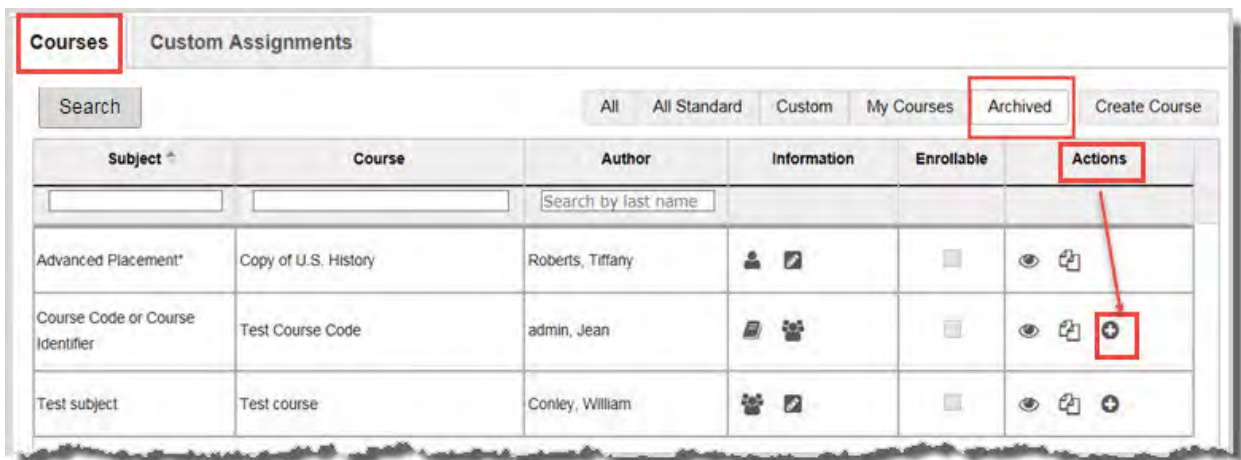 Courses Custom Assignments
Search All All Standard Custom My Courses Archived Create Course
Subject Course Author Information Enrollable Actions
Search by last name
Advanced Placement* Copy of U.S. History Roberts, Tiffany
Course Code or Course
Identifier Test Course Code admin, Jean
Test subject Test course Conley, William